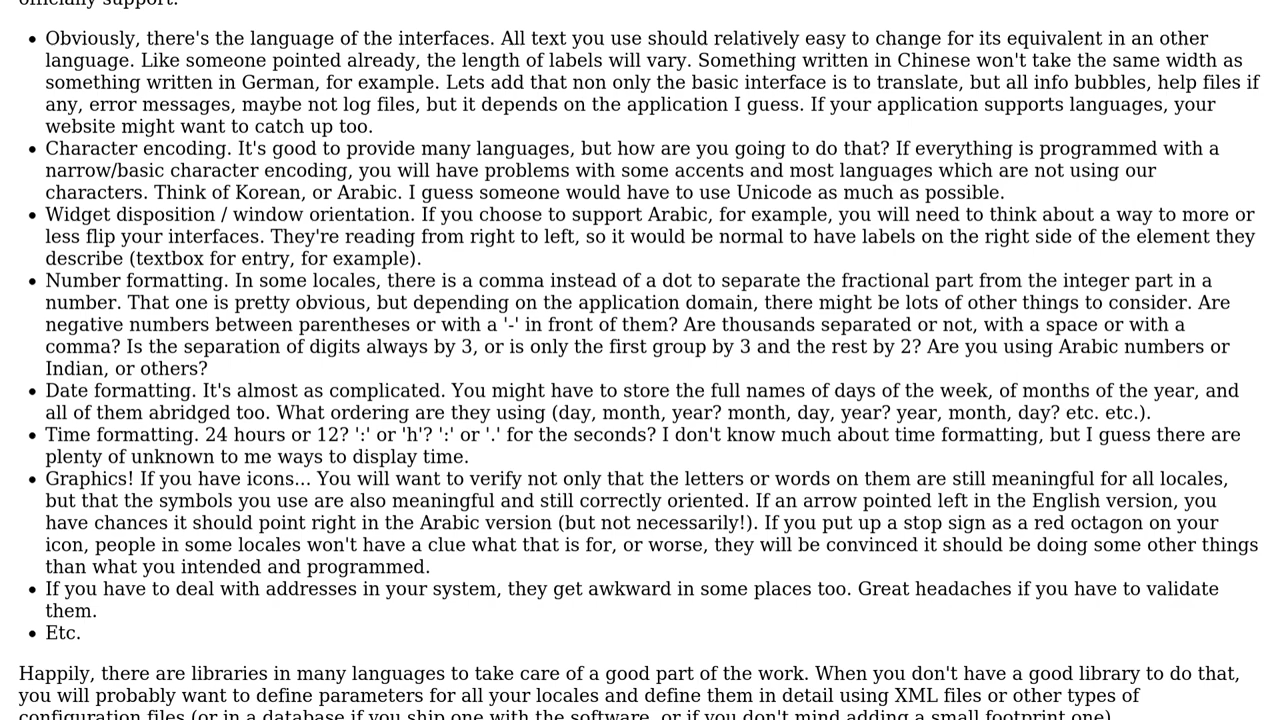 officially support:
• Obviously, there's the language of the interfaces. All text you use should relatively easy to change for its equivalent in an other
language. Like someone pointed already, the length of labels will vary. Something written in Chinese won't take the same width as
something written in German, for example. Lets add that non only the basic interface is to translate, but all info bubbles, help files if
any, error messages, maybe not log files, but it depends on the application I guess. If your application supports languages, your
website might want to catch up too.
• Character encoding. It's good to provide many languages, but how are you going to do that? If everything is programmed with a
narrow/basic character encoding, you will have problems with some accents and most languages which are not using our
characters. Think of Korean, or Arabic. I guess someone would have to use Unicode as much as possible.
• Widget disposition / window orientation. If you choose to support Arabic, for example, you will need to think about a way to more or
less flip your interfaces. They're reading from right to left, so it would be normal to have labels on the right side of the element they
describe (textbox for entry, for example).
• Number formatting. In some locales, there is a comma instead of a dot to separate the fractional part from the integer part in a
number. That one is pretty obvious, but depending on the application domain, there might be lots of other things to consider. Are
negative numbers between parentheses or with a '-' in front of them? Are thousands separated or not, with a space or with a
comma? Is the separation of digits always by 3, or is only the first group by 3 and the rest by 2? Are you using Arabic numbers or
Indian, or others?
• Date formatting. It's almost as complicated. You might have to store the full names of days of the week, of months of the year, and
all of them abridged too. What ordering are they using (day, month, year? month, day, year? year, month, day? etc. etc.).
• Time formatting. 24 hours or 12? ':' or 'h'? ':' or '.' for the seconds? I don't know much about time formatting, but I guess there are
plenty of unknown to me ways to display time.
• Graphics! If you have icons... You will want to verify not only that the letters or words on them are still meaningful for all locales,
but that the symbols you use are also meaningful and still correctly oriented. If an arrow pointed left in the English version, you
have chances it should point right in the Arabic version (but not necessarily!). If you put up a stop sign as a red octagon on your
icon, people in some locales won't have a clue what that is for, or worse, they will be convinced it should be doing some other things
than what you intended and programmed.
• If you have to deal with addresses in your system, they get awkward in some places too. Great headaches if you have to validate
them.
• Etc.
Happily, there are libraries in many languages to take care of a good part of the work. When you don't have a good library to do that,
you will probably want to define parameters for all your locales and define them in detail using XML files or other types of
configuration files (or in a database if you ship one with the software, or if you don't mind adding a small footprint one)